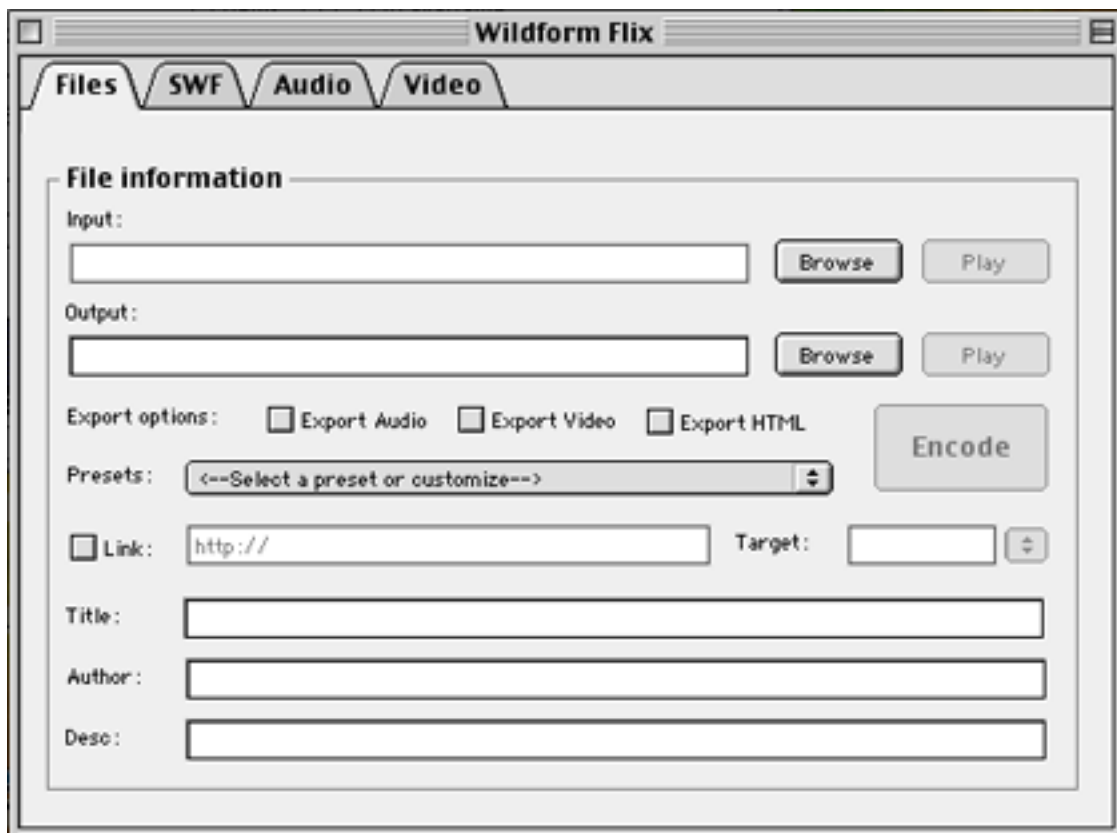 Wildform Flix
Files SWF Audio Video
File information
Input:
Browse Play
Output:
Browse Play
Export options: Export Audio Export Video Export HTML
Encode
Presets: <--Select a preset or customize-->
Link: http:// Target:
Title:
Author:
Desc: